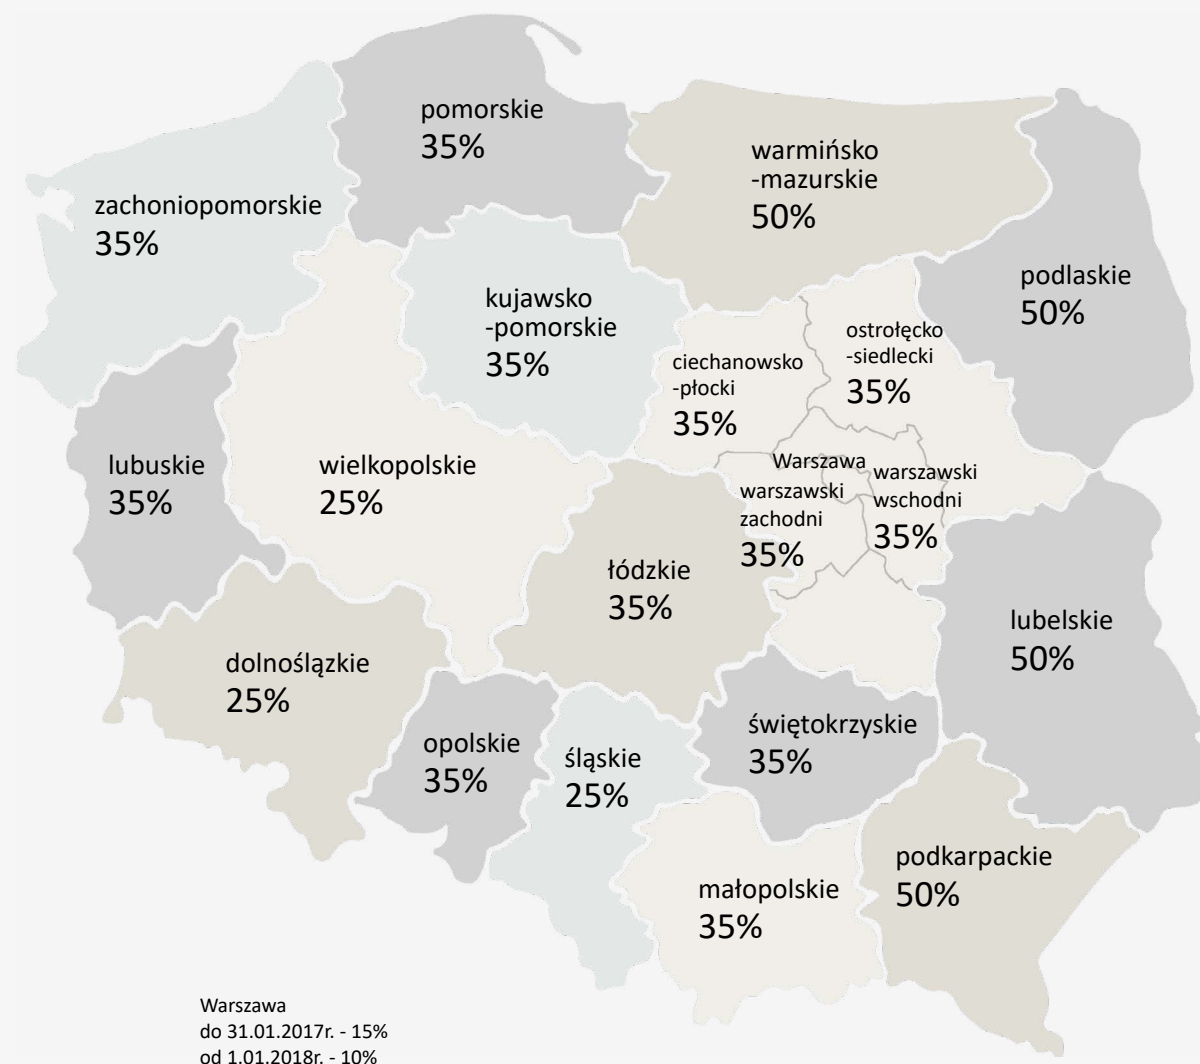 pomorskie
35%
warmińsko
-mazurskie
50%
zachoniopomorskie
35%
podlaskie
50%
kujawsko
-pomorskie
35%
ostrołęcko
-siedlecki
35%
ciechanowsko
-płocki
35%
lubuskie
35%
wielkopolskie
25%
Warszawa
warszawski
zachodni
35%
warszawski
wschodni
35%
łódzkie
35%
lubelskie
50%
dolnoślązkie
25%
opolskie
35%
śląskie
25%
świętokrzyskie
35%
podkarpackie
50%
małopolskie
35%
Warszawa
do 31.01.2017r. - 15%
od 1.01.2018r. - 10%